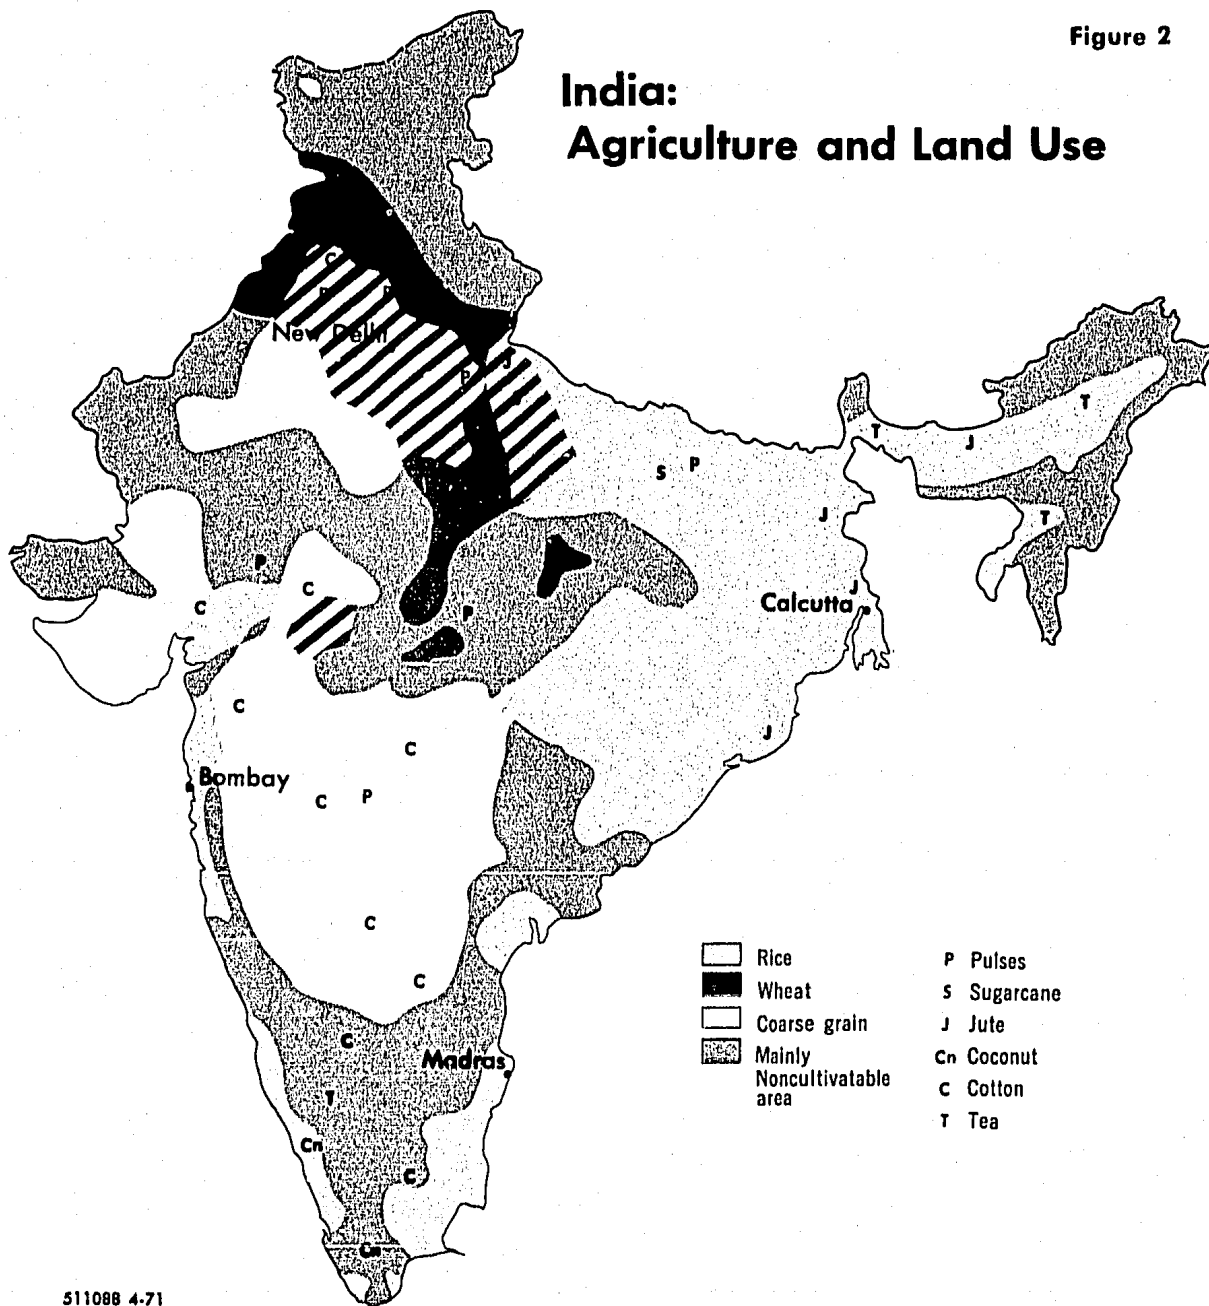 Figure 2
India:
Agriculture and Land Use
C
P
New Delhi
J
P
T
T
J
S P
J
T
P
C
C
J
Calcutta
P
C
C
J
Bombay
C P
C
C
C
Madras
T
Cn
C
Cn
Rice
Wheat
Coarse grain
Mainly
Noncultivatable
area
P Pulses
S Sugarcane
J Jute
Cn Coconut
C Cotton
T Tea
511088 4-71